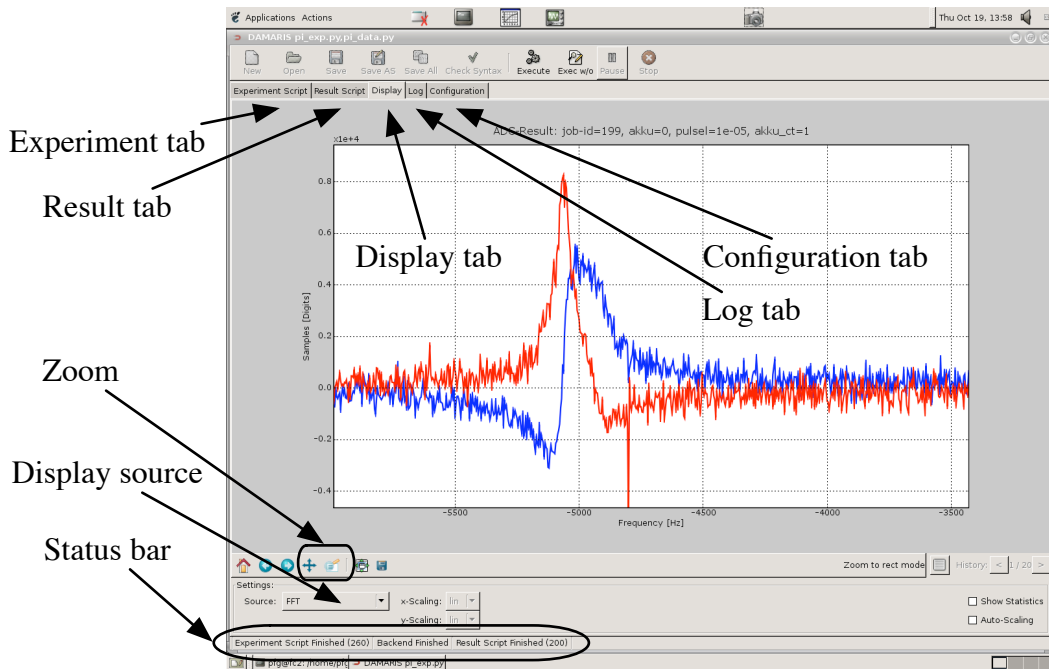 Applications Actions
Thu Oct 19, 13:58
DAMARIS pi_exp.py,pi_data.py
New Open Save Save AS Save All Check Syntax Execute Exec w/o Pause Stop
Experiment Script Result Script Display Log Configuration
Experiment tab
Result tab
Display tab
Configuration tab
Log tab
Zoom
Display source
Status bar
ADC-Result: job-id=199, akku=0, pulsel=1e-05, akku_ct=1
x1e+4
0.8
0.6
0.4
0.2
0.0
-0.2
-0.4
Samples [Digits]
-5500 -5000 -4500 -4000 -3500
Frequency [Hz]
Zoom to rect mode
History: < 1 / 20 >
Settings:
Source: FFT x-Scaling: lin Show Statistics
y-Scaling: lin Auto-Scaling
Experiment Script Finished (260) Backend Finished Result Script Finished (200)
DAMARIS pi_exp.py